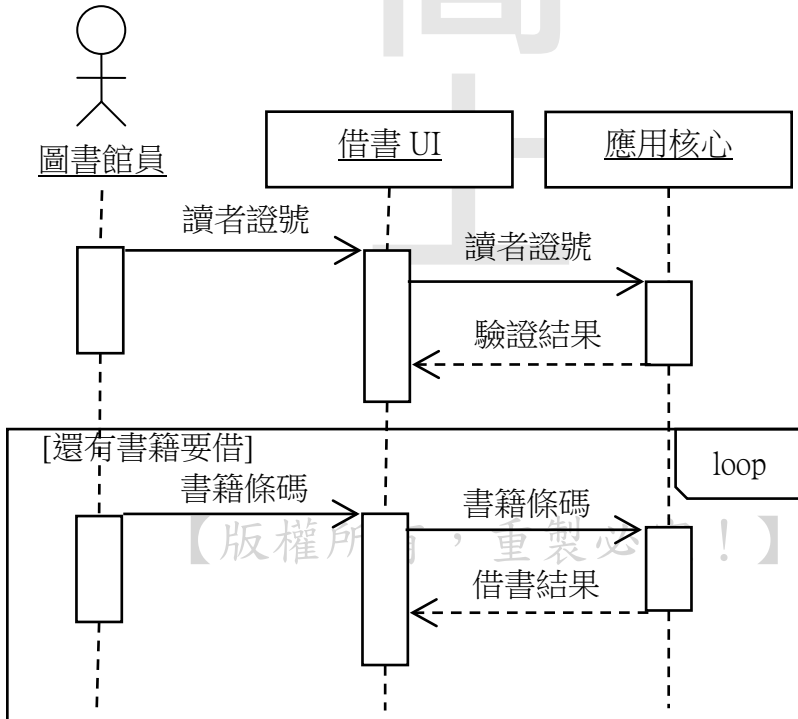 圖書館員
借書 UI
應用核心
讀者證號
讀者證號
驗證結果
[還有書籍要借]
loop
書籍條碼
書籍條碼
【版權所有，重製必究！】
借書結果